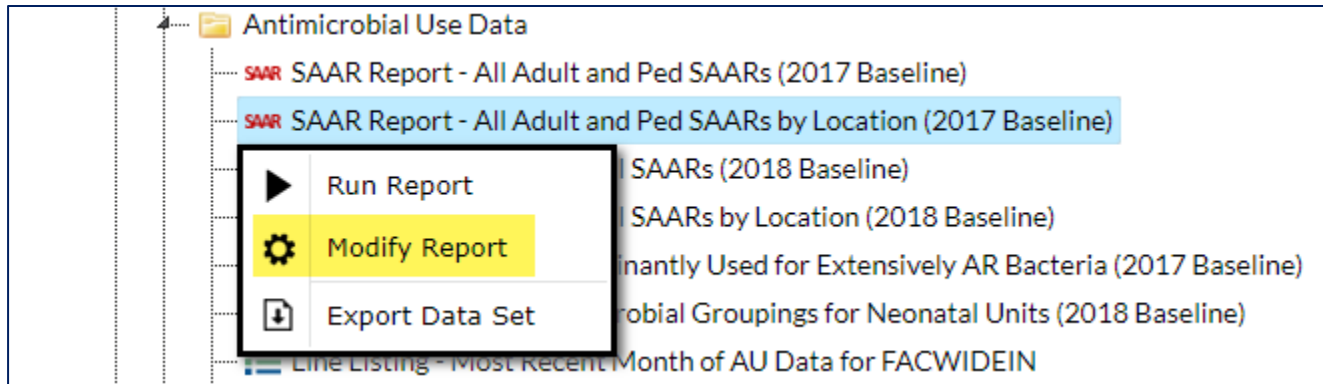 Antimicrobial Use Data
SAAR SAAR Report - All Adult and Ped SAARs (2017 Baseline)
SAAR SAAR Report - All Adult and Ped SAARs by Location (2017 Baseline)
SAARs (2018 Baseline)
Run Report
SAARs by Location (2018 Baseline)
Modify Report
inantly Used for Extensively AR Bacteria (2017 Baseline)
Export Data Set
robial Groupings for Neonatal Units (2018 Baseline)
Line Listing - Most Recent Month of AU Data for FACWIDEIN